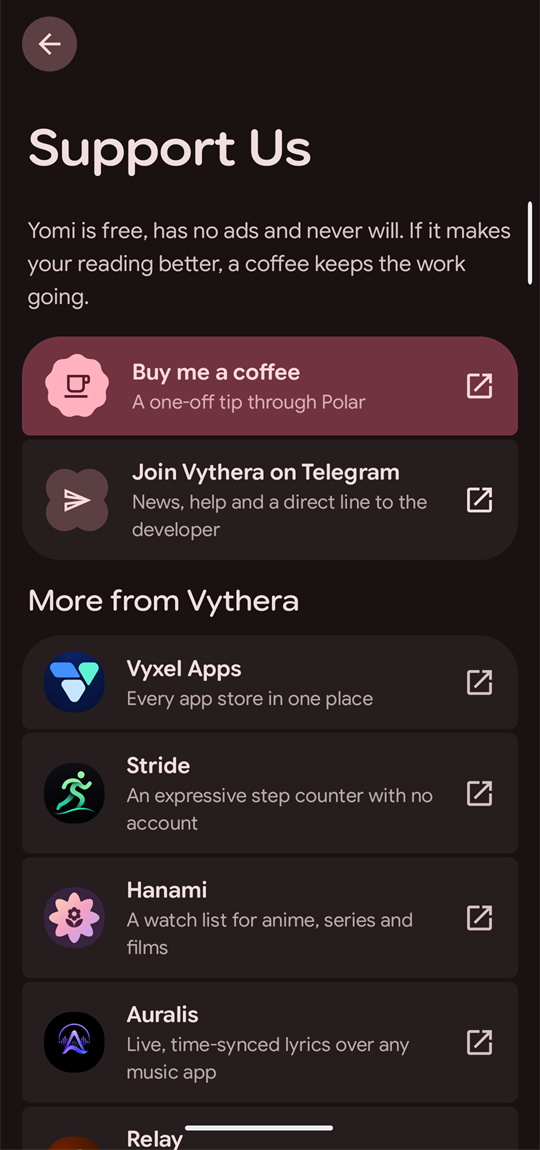 Support Us
Yomi is free, has no ads and never will. If it makes
your reading better, a coffee keeps the work
going.
Buy me a coffee
A one-off tip through Polar
Join Vythera on Telegram
News, help and a direct line to the
developer
More from Vythera
Vyxel Apps
Every app store in one place
Stride
An expressive step counter with no
account
Hanami
A watch list for anime, series and
films
Auralis
Live, time-synced lyrics over any
music app
Relay